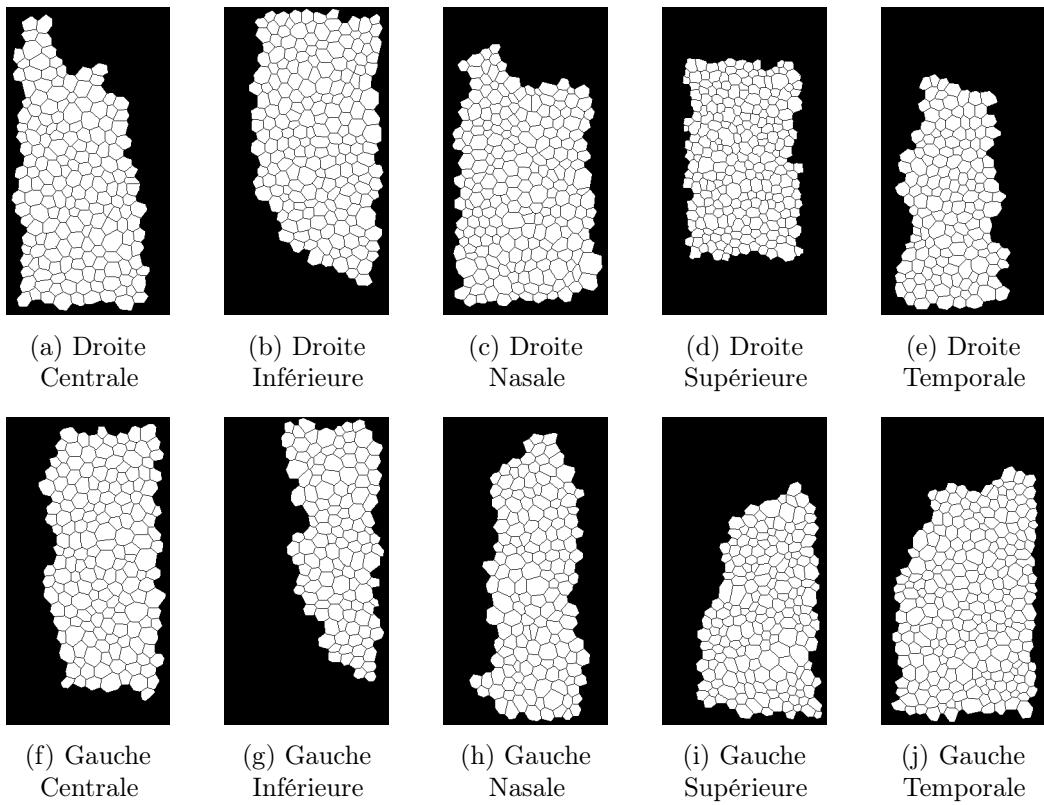 (a) Droite
Centrale
(b) Droite
Inférieure
(c) Droite
Nasale
(d) Droite
Supérieure
(e) Droite
Temporale
(f) Gauche
Centrale
(g) Gauche
Inférieure
(h) Gauche
Nasale
(i) Gauche
Supérieure
(j) Gauche
Temporale